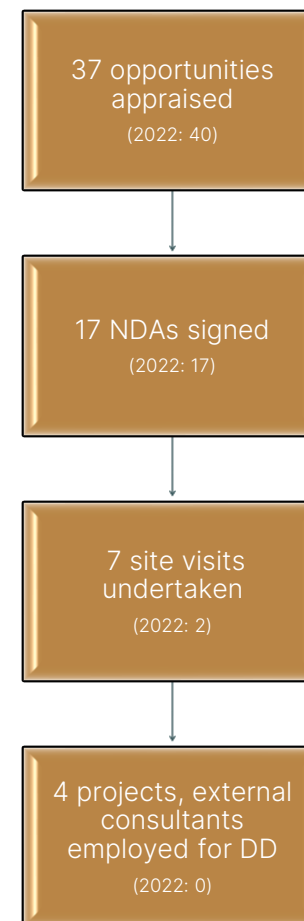 37 opportunities
appraised
(2022: 40)
17 NDAs signed
(2022: 17)
7 site visits
undertaken
(2022: 2)
4 projects, external
consultants
employed for DD
(2022: 0)